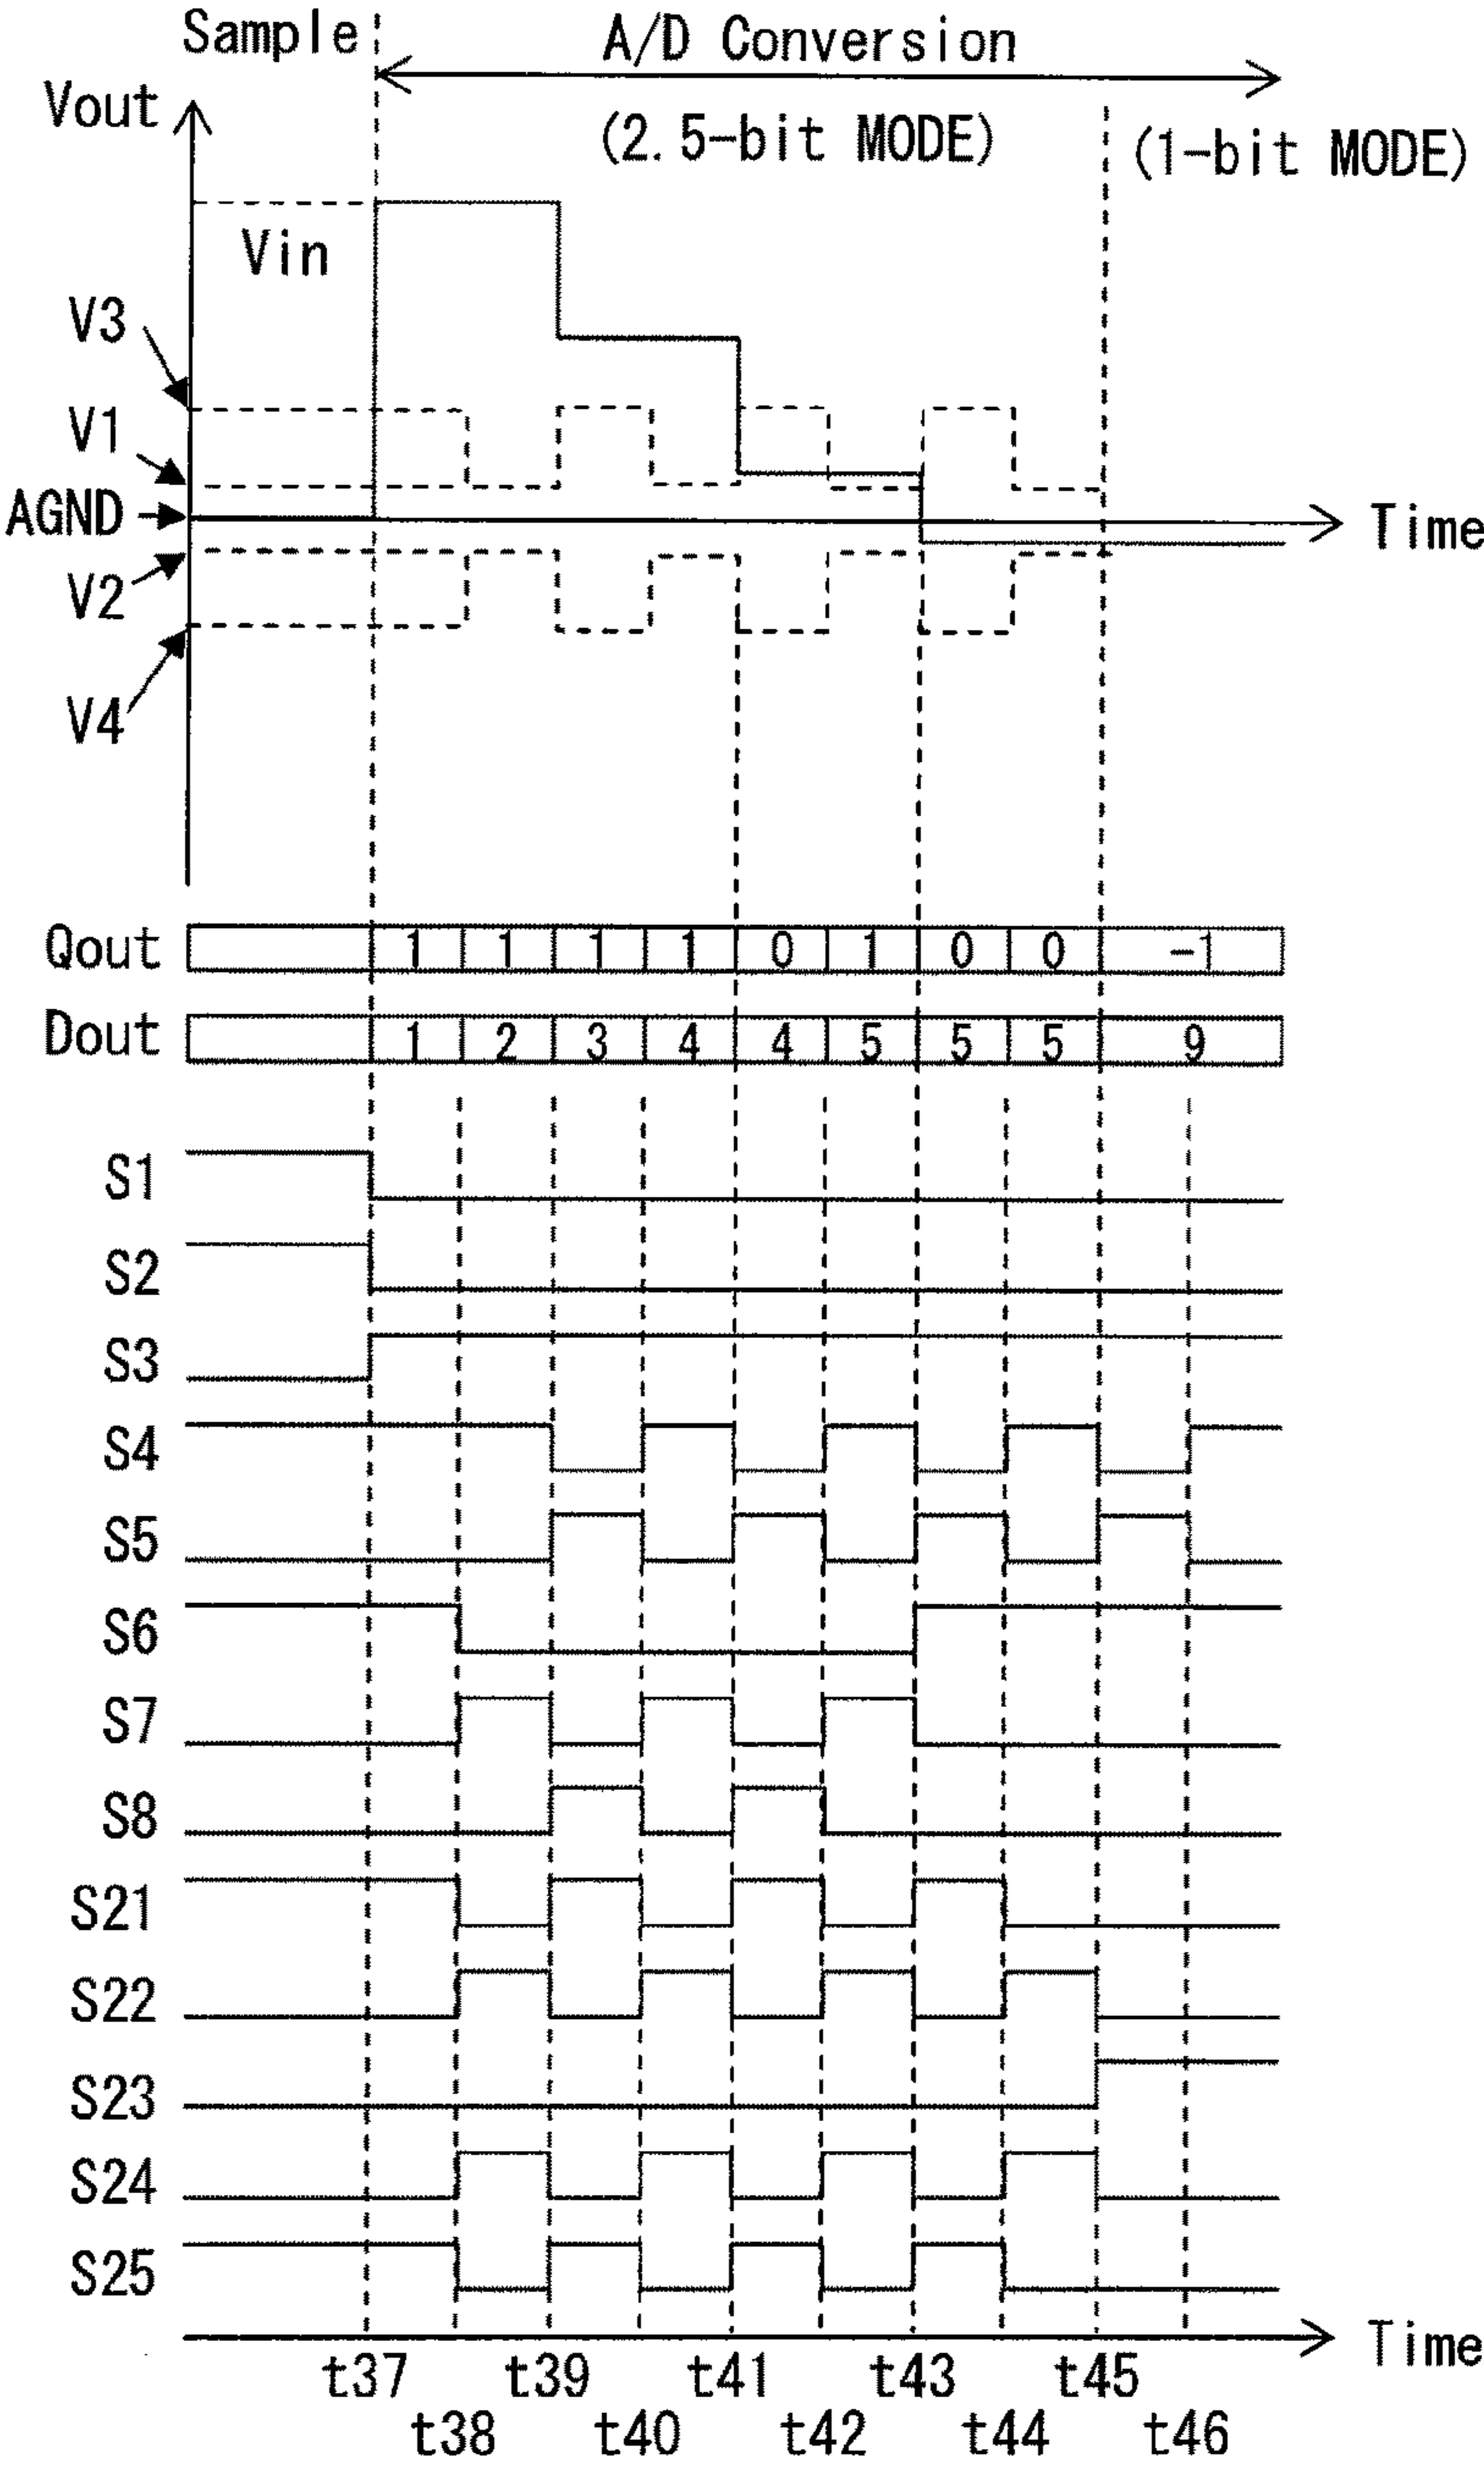 Sample
A/D Conversion
Vout
(2.5-bit MODE)
(1-bit MODE)
Vin
V3
V1
AGND
Time
V2
V4
Qout 1 1 1 1 0 1 0 0 -1
Dout 1 2 3 4 4 5 5 5 9
S1
S2
S3
S4
S5
S6
S7
S8
S21
S22
S23
S24
S25
Time
t37 t39 t41 t43 t45
t38 t40 t42 t44 t46